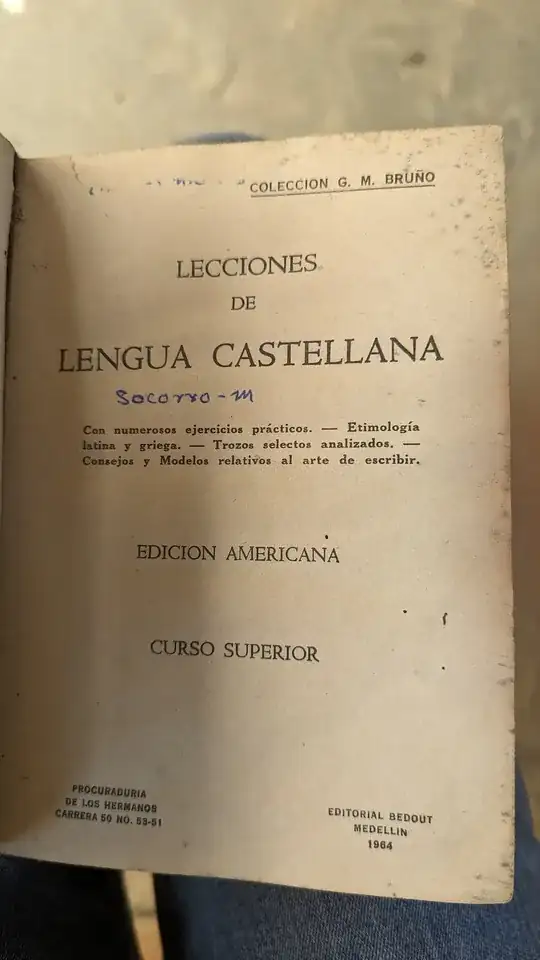 COLECCION G. M. BRUÑO
LECCIONES
DE
LENGUA CASTELLANA
Socorro - M
Con numerosos ejercicios prácticos. — Etimología
latina y griega. — Trozos selectos analizados. —
Consejos y Modelos relativos al arte de escribir.
EDICION AMERICANA
CURSO SUPERIOR
PROCURADURIA
DE LOS HERMANOS
CARRERA 50 NO. 53-51
EDITORIAL BEDOUT
MEDELLIN
1964